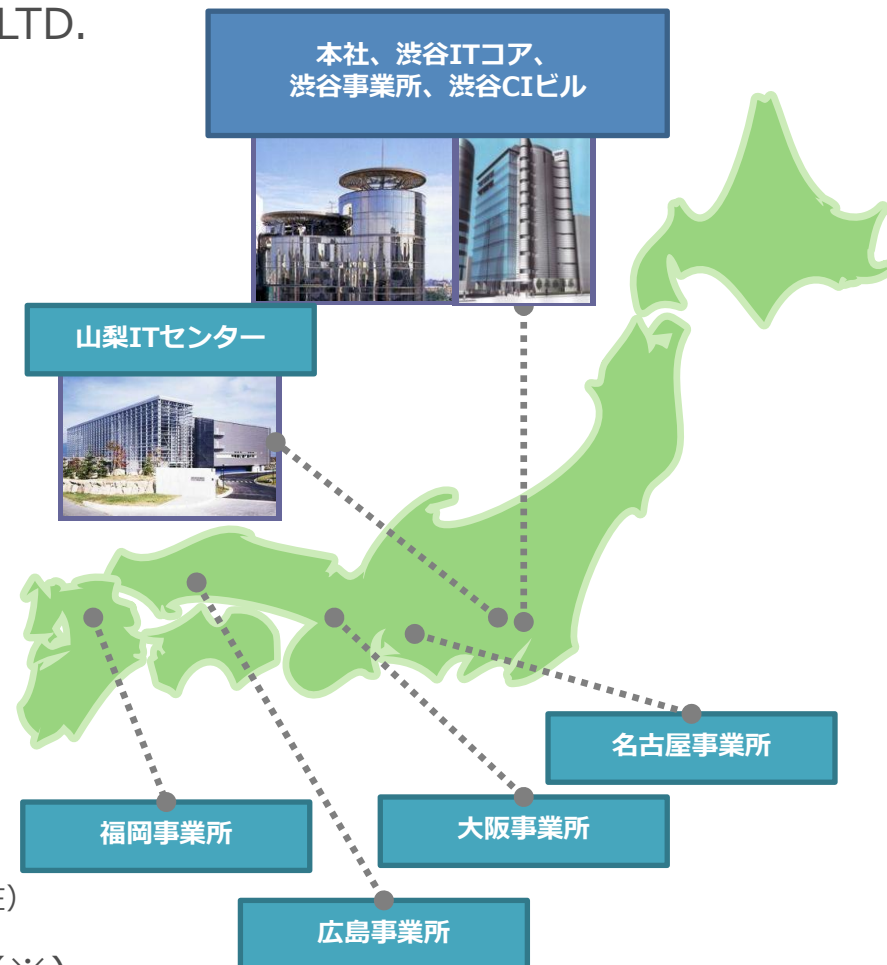 LTD.
本社、渋谷ITコア、
渋谷事業所、渋谷CIビル
山梨ITセンター
名古屋事業所
福岡事業所
大阪事業所
広島事業所